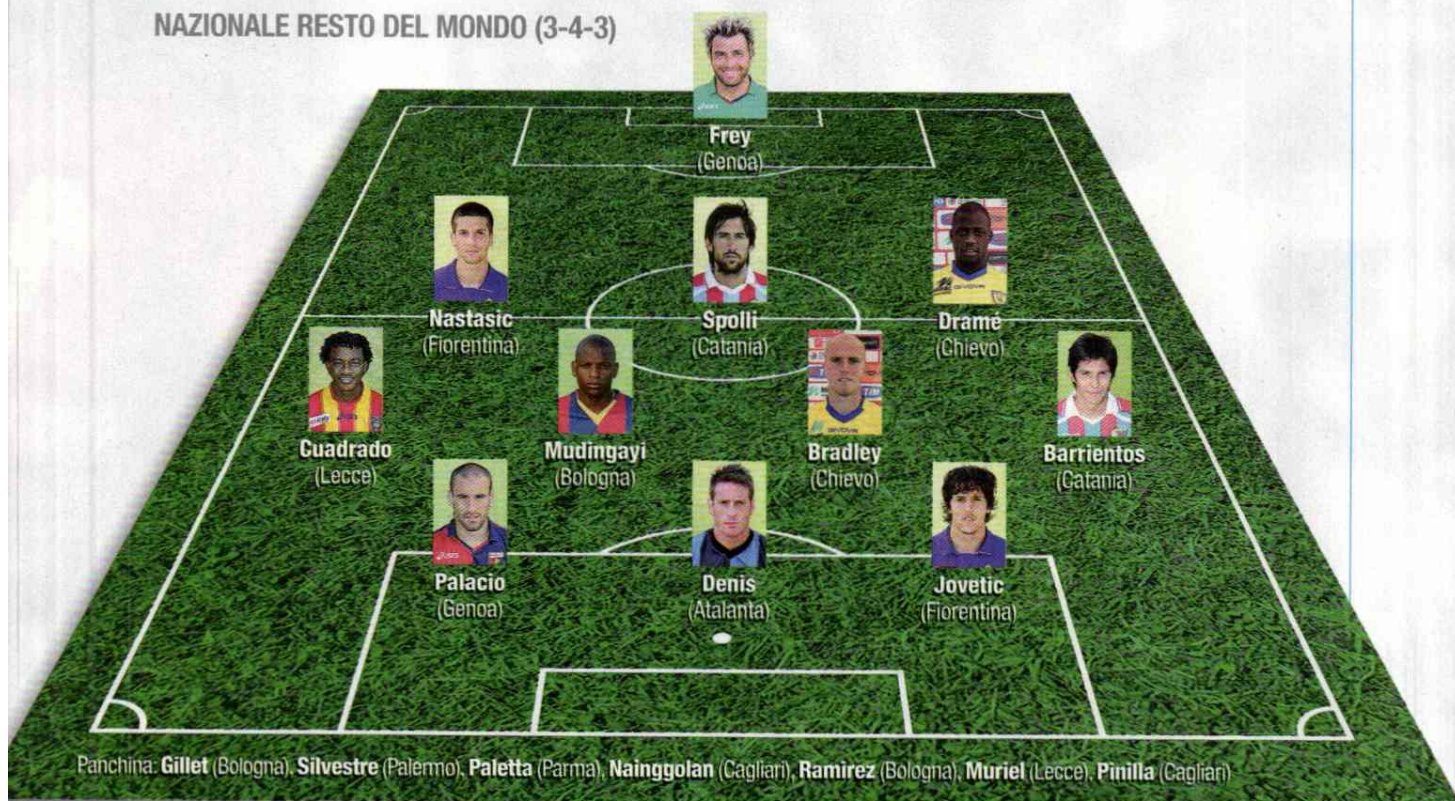 NAZIONALE RESTO DEL MONDO (3-4-3)
Frey
(Genoa)
Nastasic
(Fiorentina)
Spolli
(Catania)
Dramé
(Chievo)
Cuadrado
(Lecce)
Mudingayi
(Bologna)
Bradley
(Chievo)
Barrientos
(Catania)
Palacio
(Genoa)
Denis
(Atalanta)
Jovetic
(Fiorentina)
Panchina: Gillet (Bologna), Silvestre (Palermo), Paletta (Parma), Nainggolan (Cagliari), Ramirez (Bologna), Muriel (Lecce), Pinilla (Cagliari)